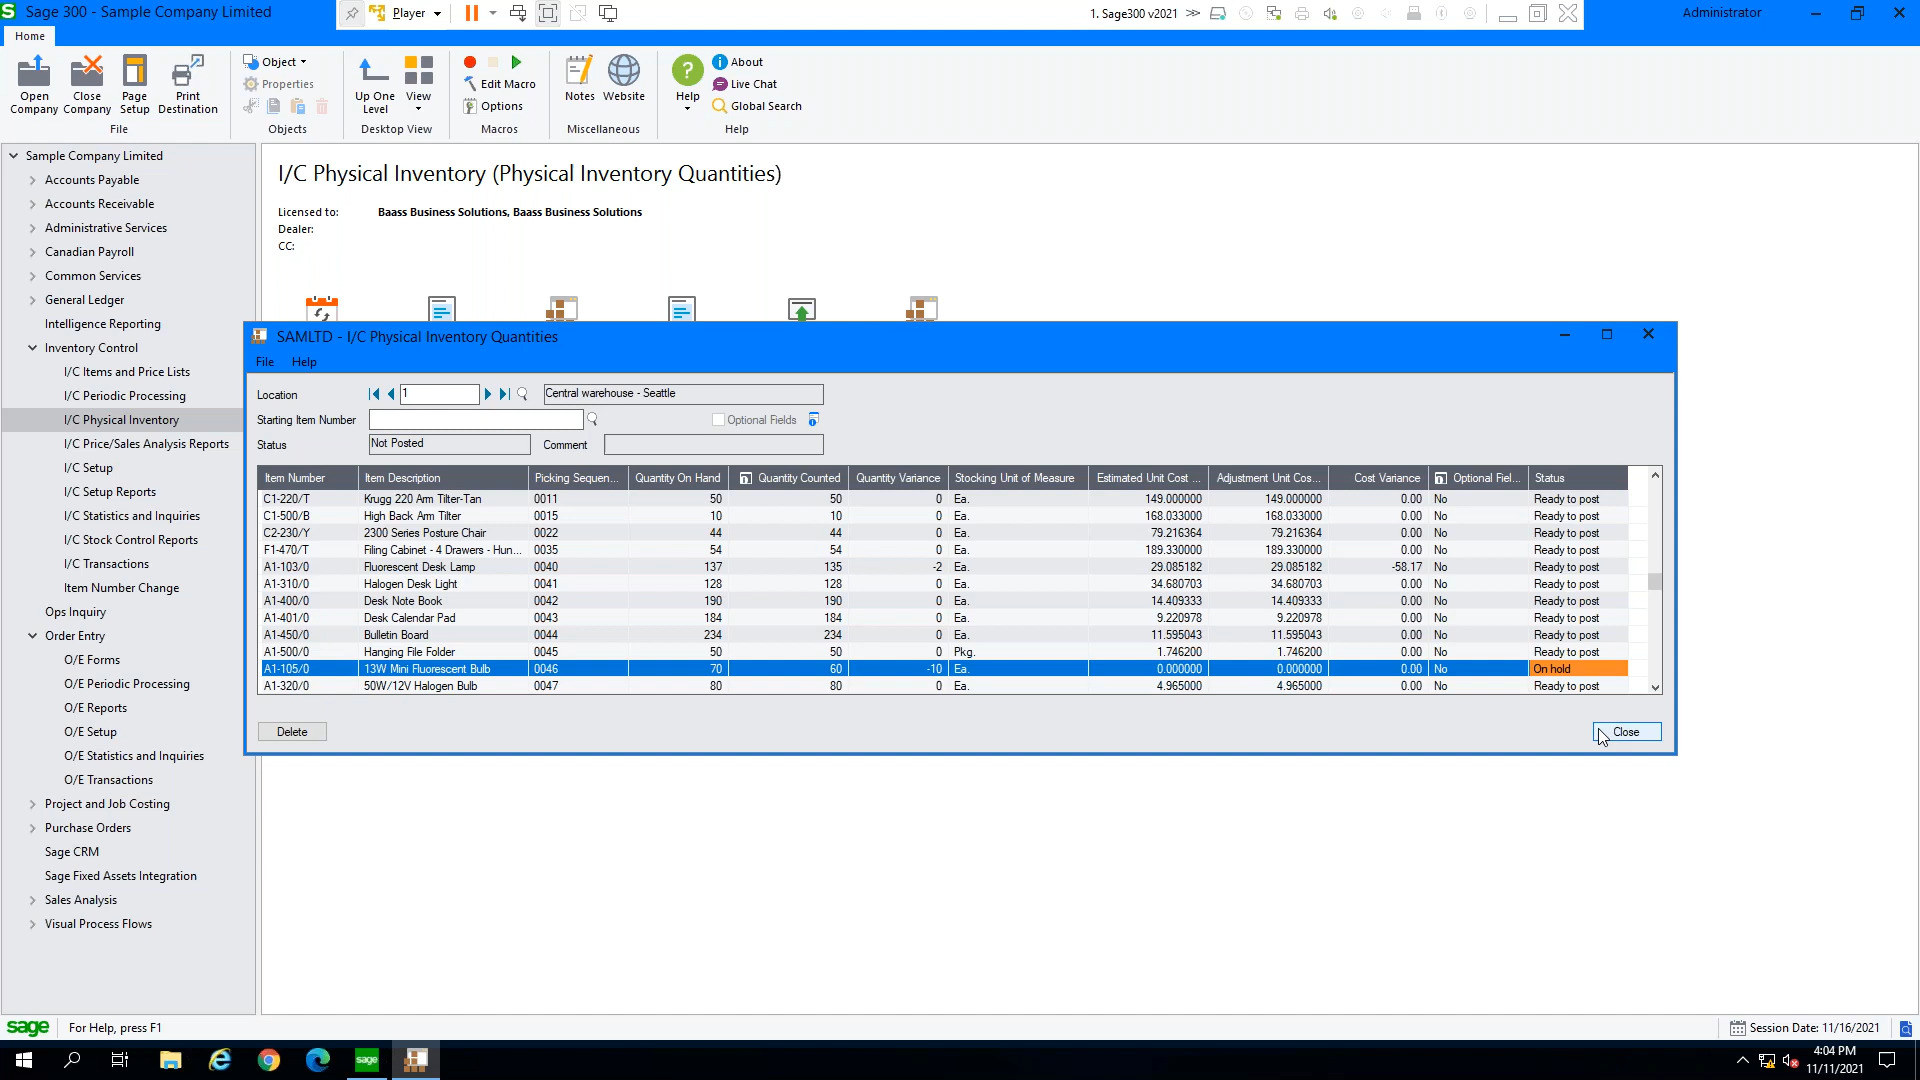 S Sage 300 - Sample Company Limited
Player
1. Sage300 v2021
Administrator
Home
Open Company
Close Company
Page Setup
Print Destination
File
Object
Properties
Objects
Up One Level
View
Desktop View
Edit Macro
Options
Macros
Notes
Website
Miscellaneous
Help
About
Live Chat
Global Search
Help
Sample Company Limited
Accounts Payable
Accounts Receivable
Administrative Services
Canadian Payroll
Common Services
General Ledger
Intelligence Reporting
Inventory Control
I/C Items and Price Lists
I/C Periodic Processing
I/C Physical Inventory
I/C Price/Sales Analysis Reports
I/C Setup
I/C Setup Reports
I/C Statistics and Inquiries
I/C Stock Control Reports
I/C Transactions
Item Number Change
Ops Inquiry
Order Entry
O/E Forms
O/E Periodic Processing
O/E Reports
O/E Setup
O/E Statistics and Inquiries
O/E Transactions
Project and Job Costing
Purchase Orders
Sage CRM
Sage Fixed Assets Integration
Sales Analysis
Visual Process Flows
I/C Physical Inventory (Physical Inventory Quantities)
Licensed to: Baass Business Solutions, Baass Business Solutions
Dealer:
CC:
SAMLTD - I/C Physical Inventory Quantities
File Help
Location 1 Central warehouse - Seattle
Starting Item Number Optional Fields
Status Not Posted Comment
Item Number Item Description Picking Sequen... Quantity On Hand Quantity Counted Quantity Variance Stocking Unit of Measure Estimated Unit Cost ... Adjustment Unit Cos... Cost Variance Optional Fiel... Status
C1-220/T Krugg 220 Arm Tilter-Tan 0011 50 50 0 Ea. 149.000000 149.000000 0.00 No Ready to post
C1-500/B High Back Arm Tilter 0015 10 10 0 Ea. 168.033000 168.033000 0.00 No Ready to post
C2-230/Y 2300 Series Posture Chair 0022 44 44 0 Ea. 79.216364 79.216364 0.00 No Ready to post
F1-470/T Filing Cabinet - 4 Drawers - Hun... 0035 54 54 0 Ea. 189.330000 189.330000 0.00 No Ready to post
A1-103/0 Fluorescent Desk Lamp 0040 137 135 -2 Ea. 29.085182 29.085182 -58.17 No Ready to post
A1-310/0 Halogen Desk Light 0041 128 128 0 Ea. 34.680703 34.680703 0.00 No Ready to post
A1-400/0 Desk Note Book 0042 190 190 0 Ea. 14.409333 14.409333 0.00 No Ready to post
A1-401/0 Desk Calendar Pad 0043 184 184 0 Ea. 9.220978 9.220978 0.00 No Ready to post
A1-450/0 Bulletin Board 0044 234 234 0 Ea. 11.595043 11.595043 0.00 No Ready to post
A1-500/0 Hanging File Folder 0045 50 50 0 Pkg. 1.746200 1.746200 0.00 No Ready to post
A1-105/0 13W Mini Fluorescent Bulb 0046 70 60 -10 Ea. 0.000000 0.000000 0.00 No On hold
A1-320/0 50W/12V Halogen Bulb 0047 80 80 0 Ea. 4.965000 4.965000 0.00 No Ready to post
Delete Close
sage For Help, press F1
Session Date: 11/16/2021
sage
4:04 PM
11/11/2021